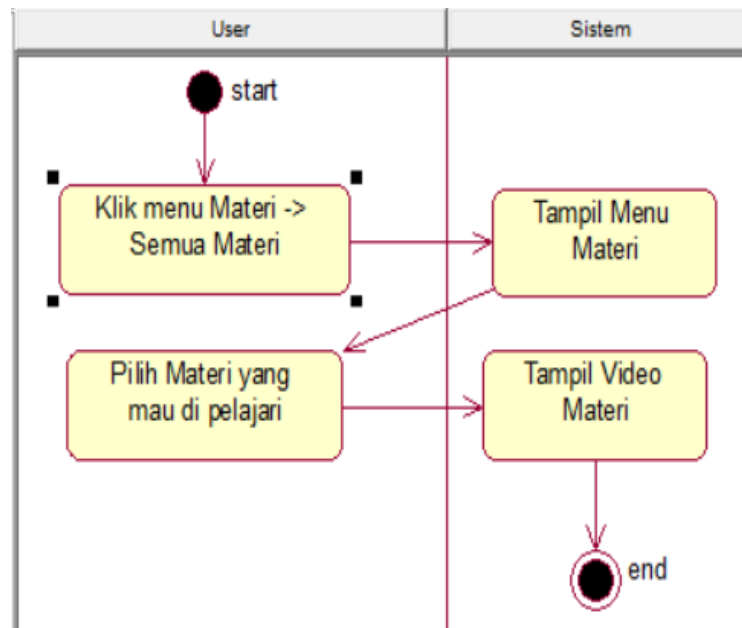 User
Sistem
start
Klik menu Materi ->
Semua Materi
Tampil Menu
Materi
Pilih Materi yang
mau di pelajari
Tampil Video
Materi
end